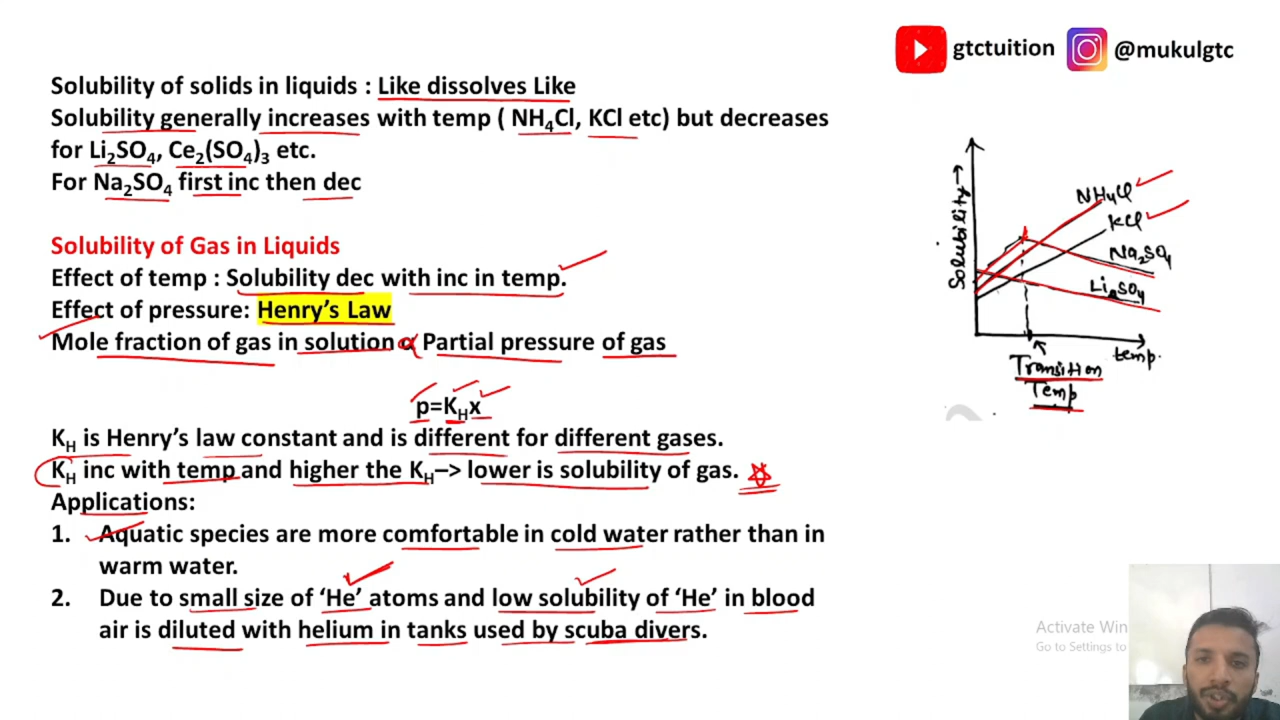 gtctuition @mukulgtc
Solubility of solids in liquids : Like dissolves Like
Solubility generally increases with temp ( NH₄Cl, KCl etc) but decreases
for Li₂SO₄, Ce₂(SO₄)₃ etc.
For Na₂SO₄ first inc then dec
Solubility of Gas in Liquids
Effect of temp : Solubility dec with inc in temp.
Effect of pressure: Henry's Law
Mole fraction of gas in solution α Partial pressure of gas
p=K_Hx
K_H is Henry's law constant and is different for different gases.
K_H inc with temp and higher the K_H–> lower is solubility of gas.
Applications:
1. Aquatic species are more comfortable in cold water rather than in
warm water.
2. Due to small size of ‘He’ atoms and low solubility of ‘He’ in blood
air is diluted with helium in tanks used by scuba divers.
Solubility →
NH₄Cl
KCl
Na₂SO₄
Li₂SO₄
temp.
Transition
Temp
Activate Win
Go to Settings to